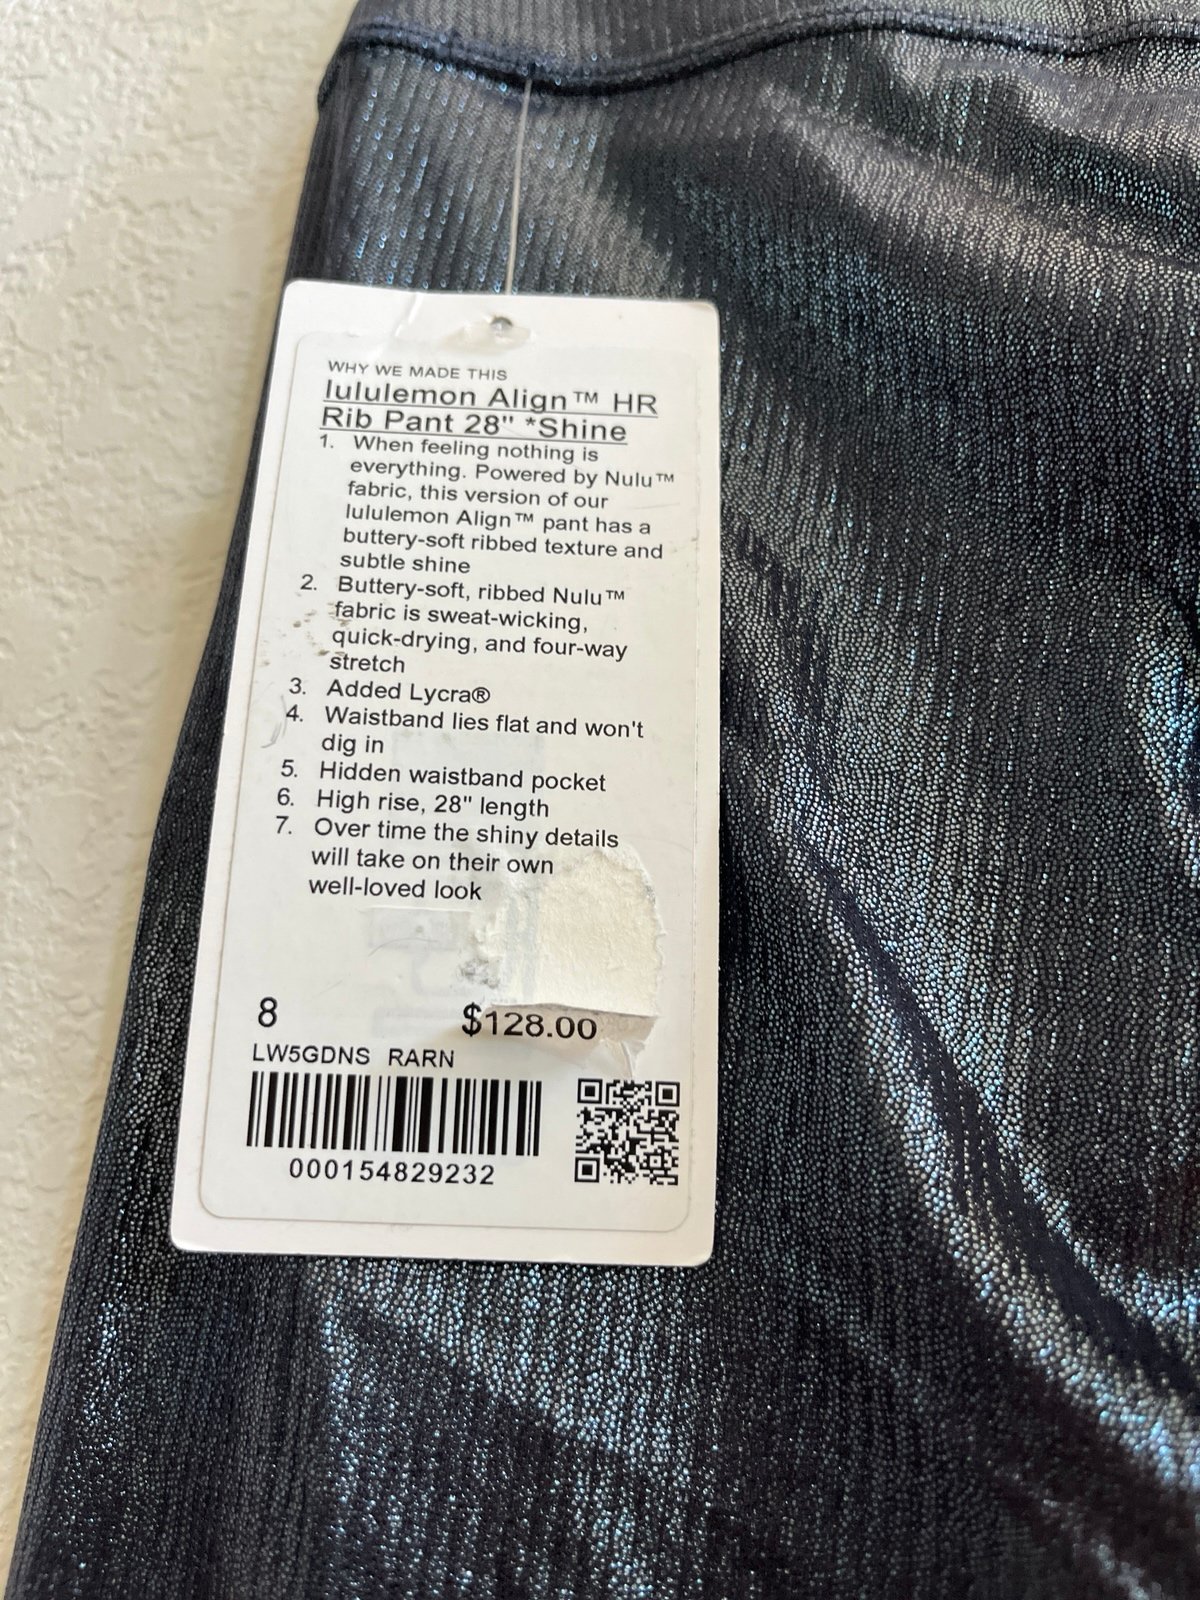 WHY WE MADE THIS
lululemon Align™ HR
Rib Pant 28" *Shine
1. When feeling nothing is
everything. Powered by Nulu™
fabric, this version of our
lululemon Align™ pant has a
buttery-soft ribbed texture and
subtle shine
2. Buttery-soft, ribbed Nulu™
fabric is sweat-wicking,
quick-drying, and four-way
stretch
3. Added Lycra®
4. Waistband lies flat and won't
dig in
5. Hidden waistband pocket
6. High rise, 28" length
7. Over time the shiny details
will take on their own
well-loved look
8 $128.00
LW5GDNS RARN
000154829232